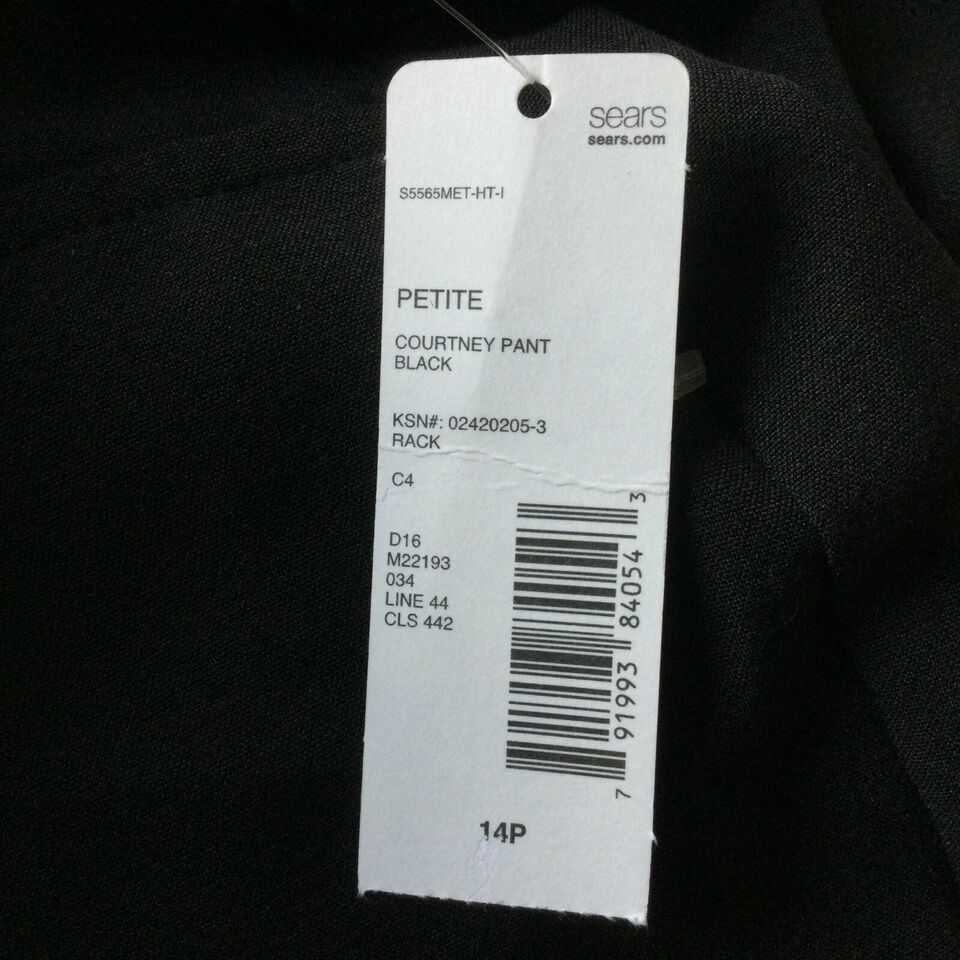 sears
sears.com
S5565MET-HT-I
PETITE
COURTNEY PANT
BLACK
KSN#: 02420205-3
RACK
C4
D16
M22193
034
LINE 44
CLS 442
7 91993 84054 3
14P